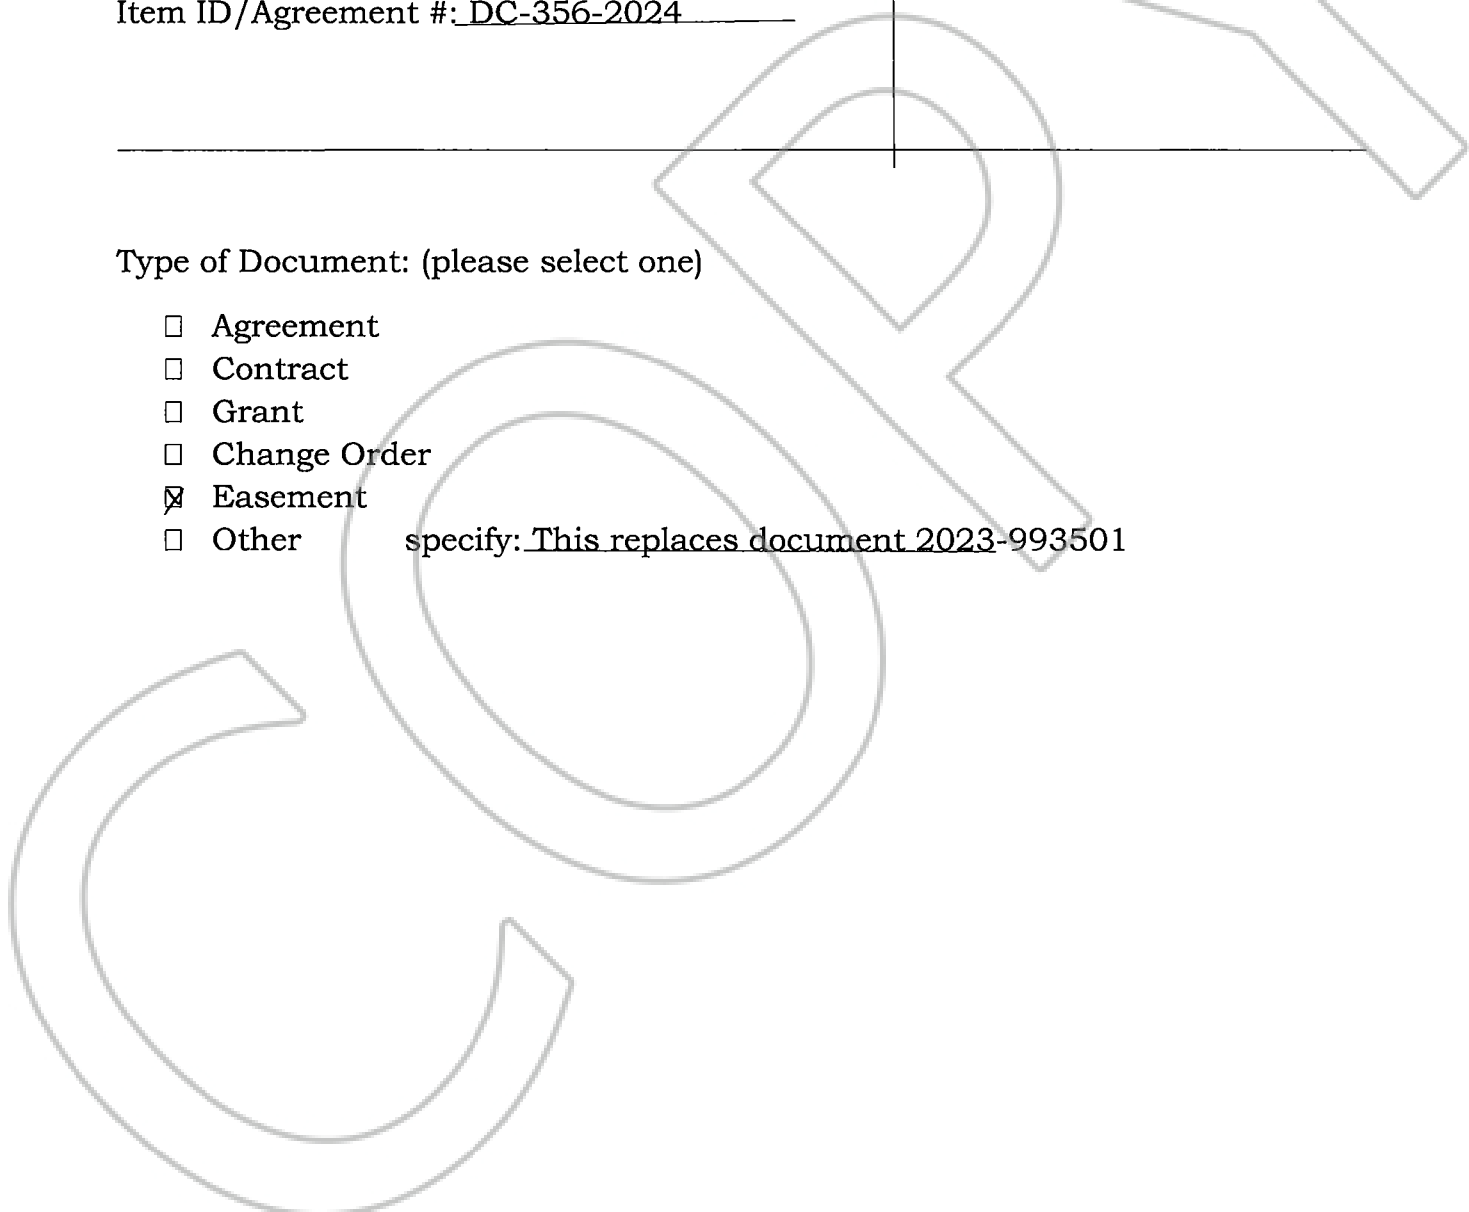 Item ID/Agreement #: DC-356-2024
Type of Document: (please select one)
☐ Agreement
☐ Contract
☐ Grant
☐ Change Order
☒ Easement
☐ Other specify: This replaces document 2023-993501
COPY